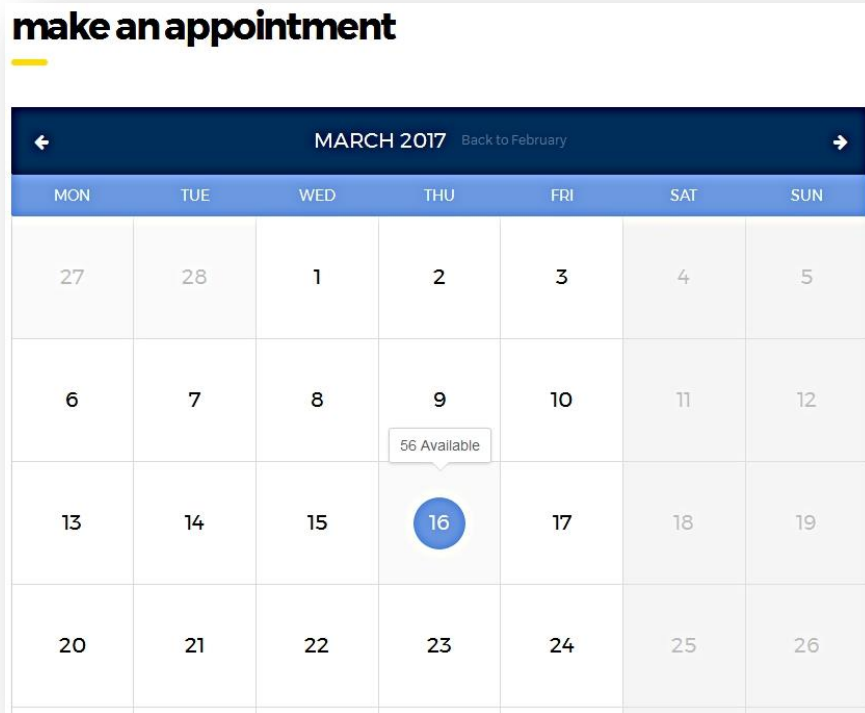 make an appointment
MARCH 2017 Back to February
MON TUE WED THU FRI SAT SUN
27 28 1 2 3 4 5
6 7 8 9 10 11 12
56 Available
13 14 15 16 17 18 19
20 21 22 23 24 25 26